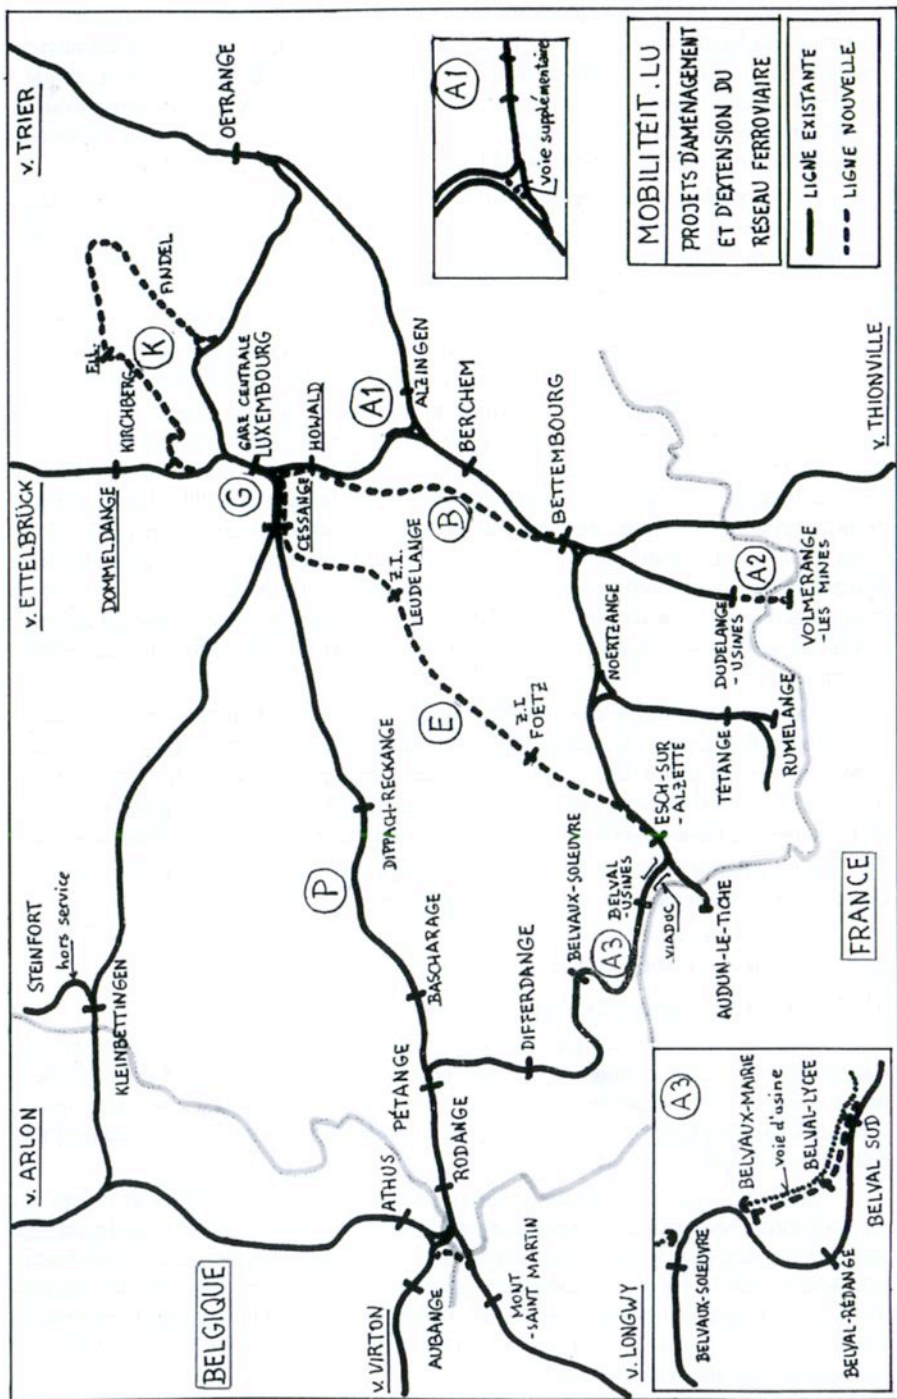 MOBILITÉIT.LU
PROJETS D'AMÉNAGEMENT
ET D'EXTENSION DU
RÉSEAU FERROVIAIRE
LIGNE EXISTANTE
LIGNE NOUVELLE
A1
voie supplémentaire
v. TRIER
OETRANGE
FINDEL
K
KIRCHBERG
v. ETTELBRÜCK
DOMMELDANGE
GARE CENTRALE
LUXEMBOURG
G
HOWALD
CESSANGE
A1
ALZINGEN
BERCHEM
B
BETTEMBOURG
v. THIONVILLE
Z.I.
LEUDELANGE
E
Z.I
FOETZ
NOERTZANGE
DUDELANGE
-USINES
A2
VOLMERANGE
-LES MINES
TÉTANGE
RUMELANGE
ESCH-SUR
-ALZETTE
BELVAL
-USINES
VIADUC
AUDUN-LE-TICHE
A3
BELVAUX-SOLEUVRE
DIFFERDANGE
P
DIPPACH-RECKANGE
BASCHARAGE
PÉTANGE
RODANGE
STEINFORT
hors service
KLEINBETTINGEN
v. ARLON
ATHUS
BELGIQUE
v. VIRTON
AUBANGE
MONT
-SAINT MARTIN
v. LONGWY
FRANCE
A3
BELVAUX-SOLEUVRE
BELVAUX-MAIRIE
voie d'usine
BELVAL-LYCÉE
BELVAL-RÉDANGE
BELVAL SUD